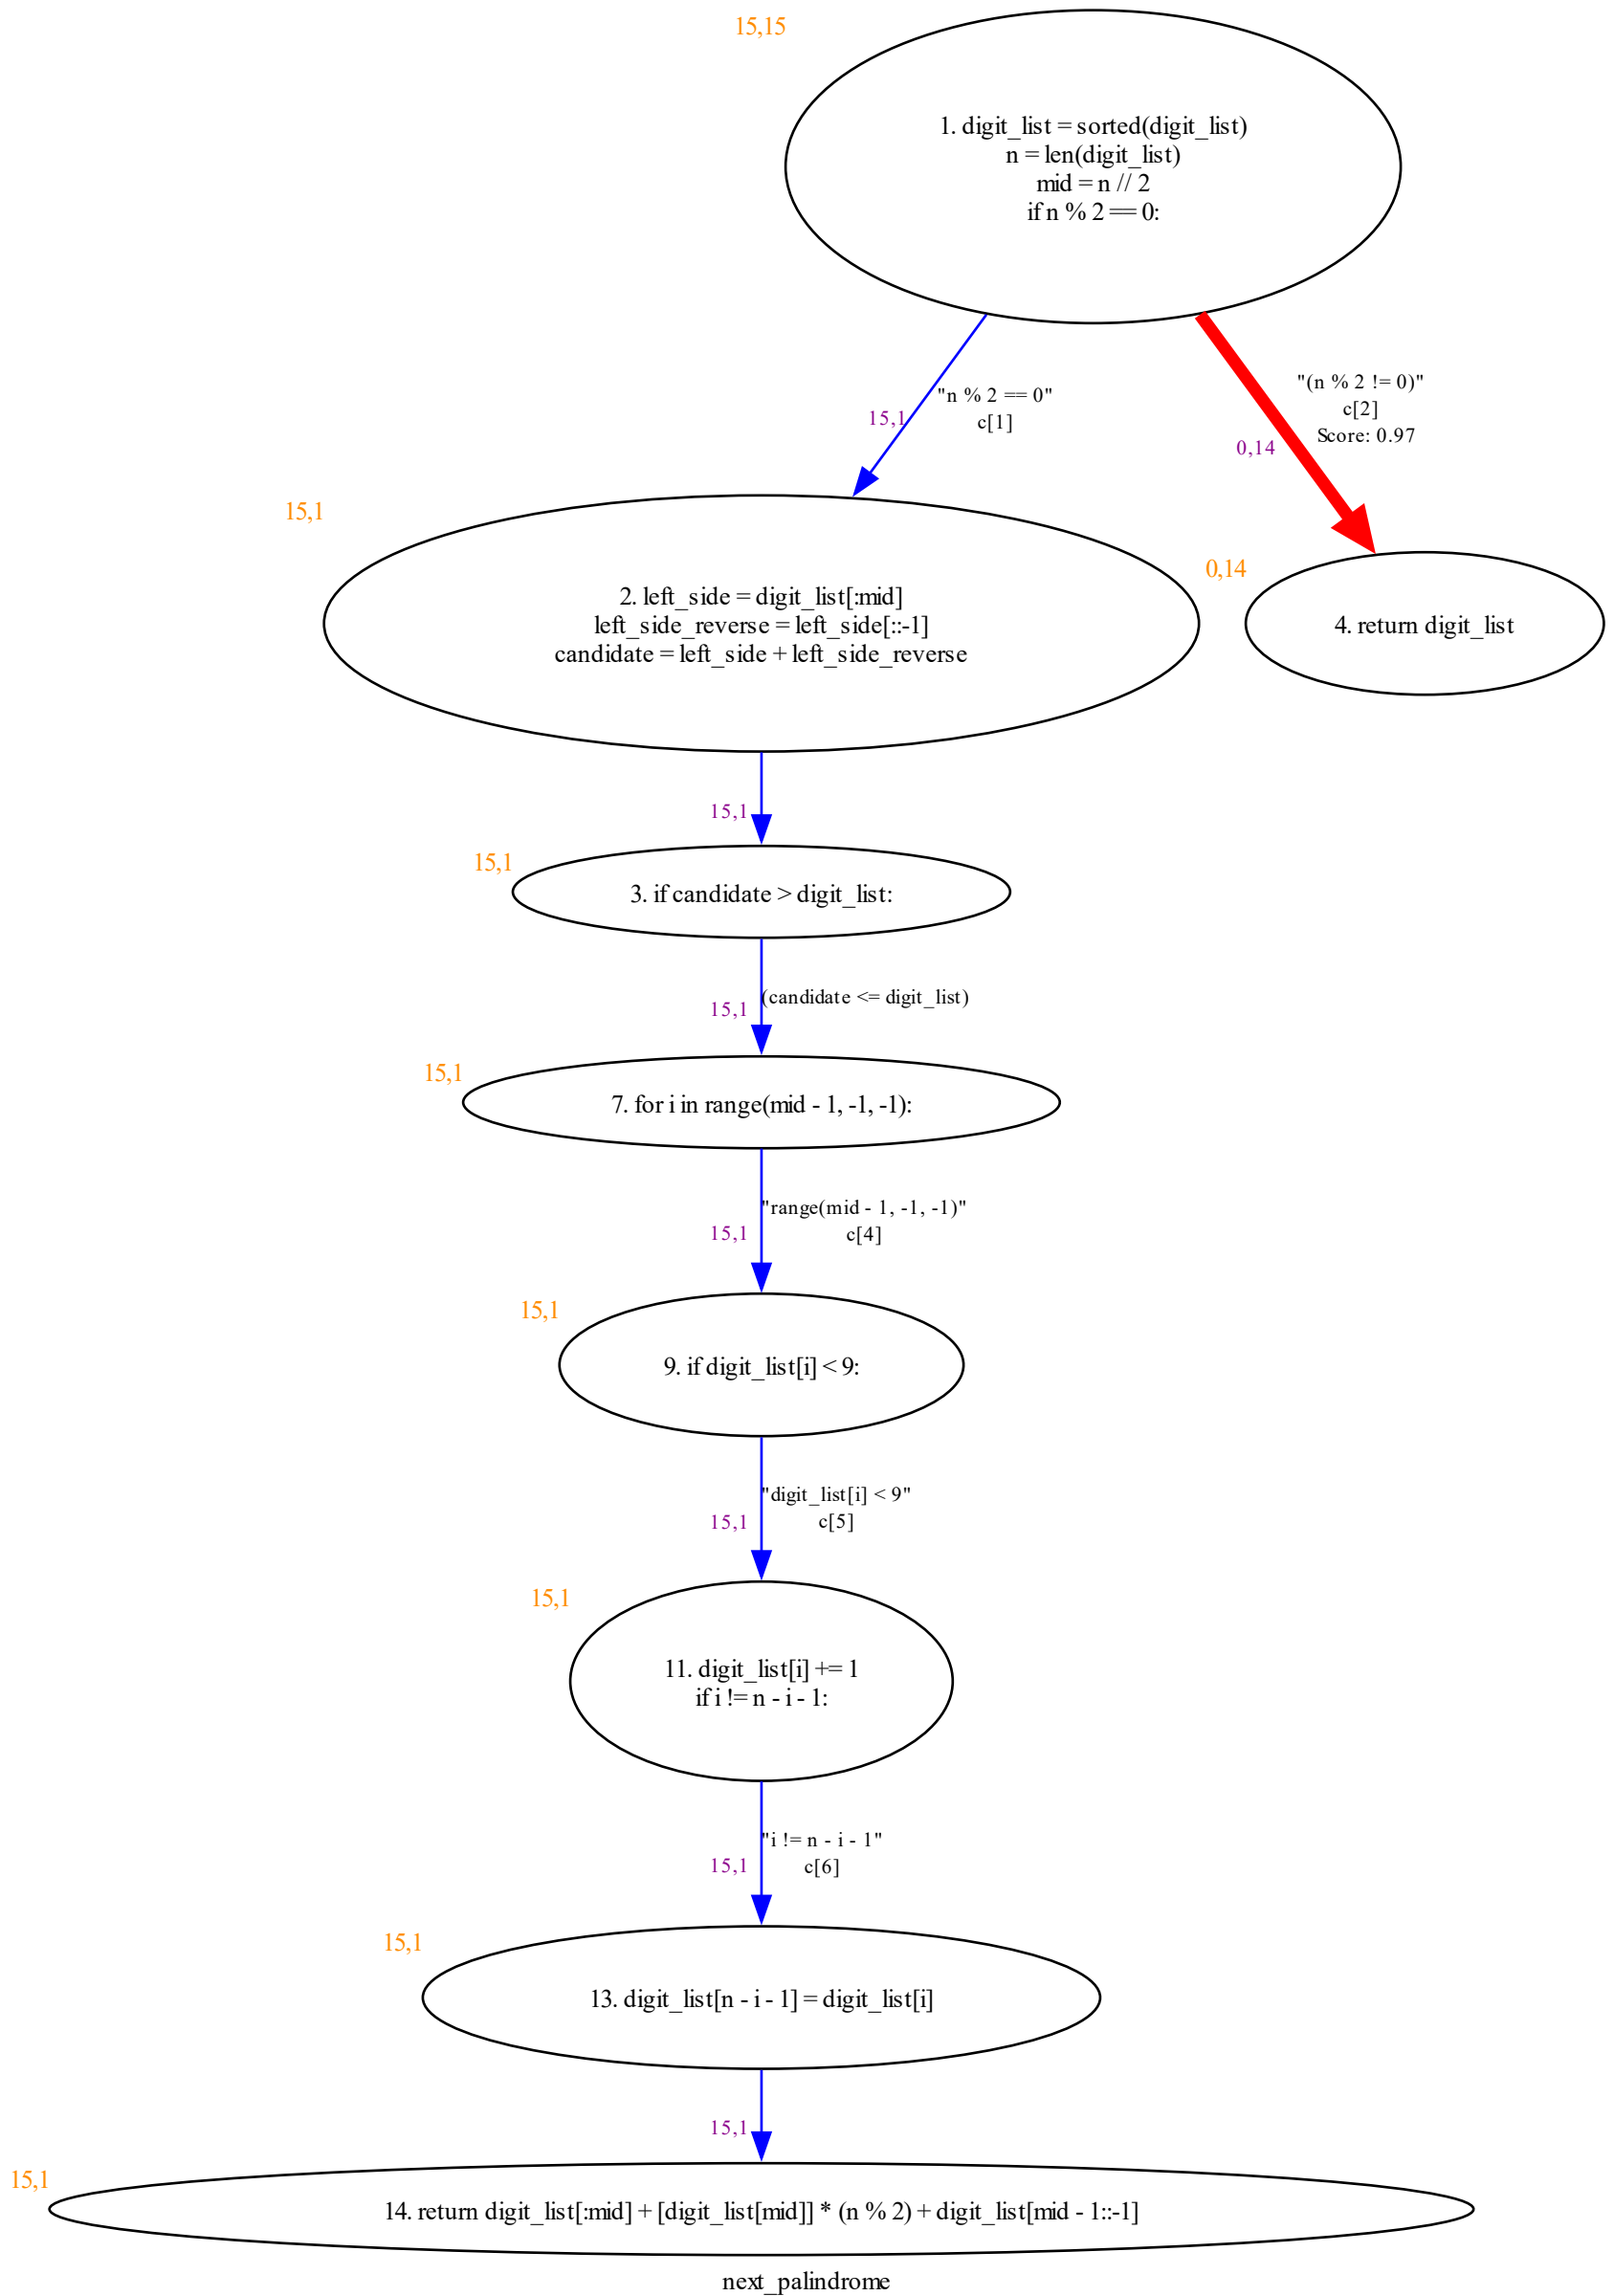 15,15
1. digit_list = sorted(digit_list)
n = len(digit_list)
mid = n // 2
if n % 2 == 0:
"n % 2 == 0"
c[1]
15,1
"(n % 2 != 0)"
c[2]
Score: 0.97
0,14
15,1
2. left_side = digit_list[:mid]
left_side_reverse = left_side[::-1]
candidate = left_side + left_side_reverse
0,14
4. return digit_list
15,1
15,1
3. if candidate > digit_list:
(candidate <= digit_list)
15,1
15,1
7. for i in range(mid - 1, -1, -1):
"range(mid - 1, -1, -1)"
c[4]
15,1
15,1
9. if digit_list[i] < 9:
"digit_list[i] < 9"
c[5]
15,1
15,1
11. digit_list[i] += 1
if i != n - i - 1:
"i != n - i - 1"
c[6]
15,1
15,1
13. digit_list[n - i - 1] = digit_list[i]
15,1
15,1
14. return digit_list[:mid] + [digit_list[mid]] * (n % 2) + digit_list[mid - 1::-1]
next_palindrome